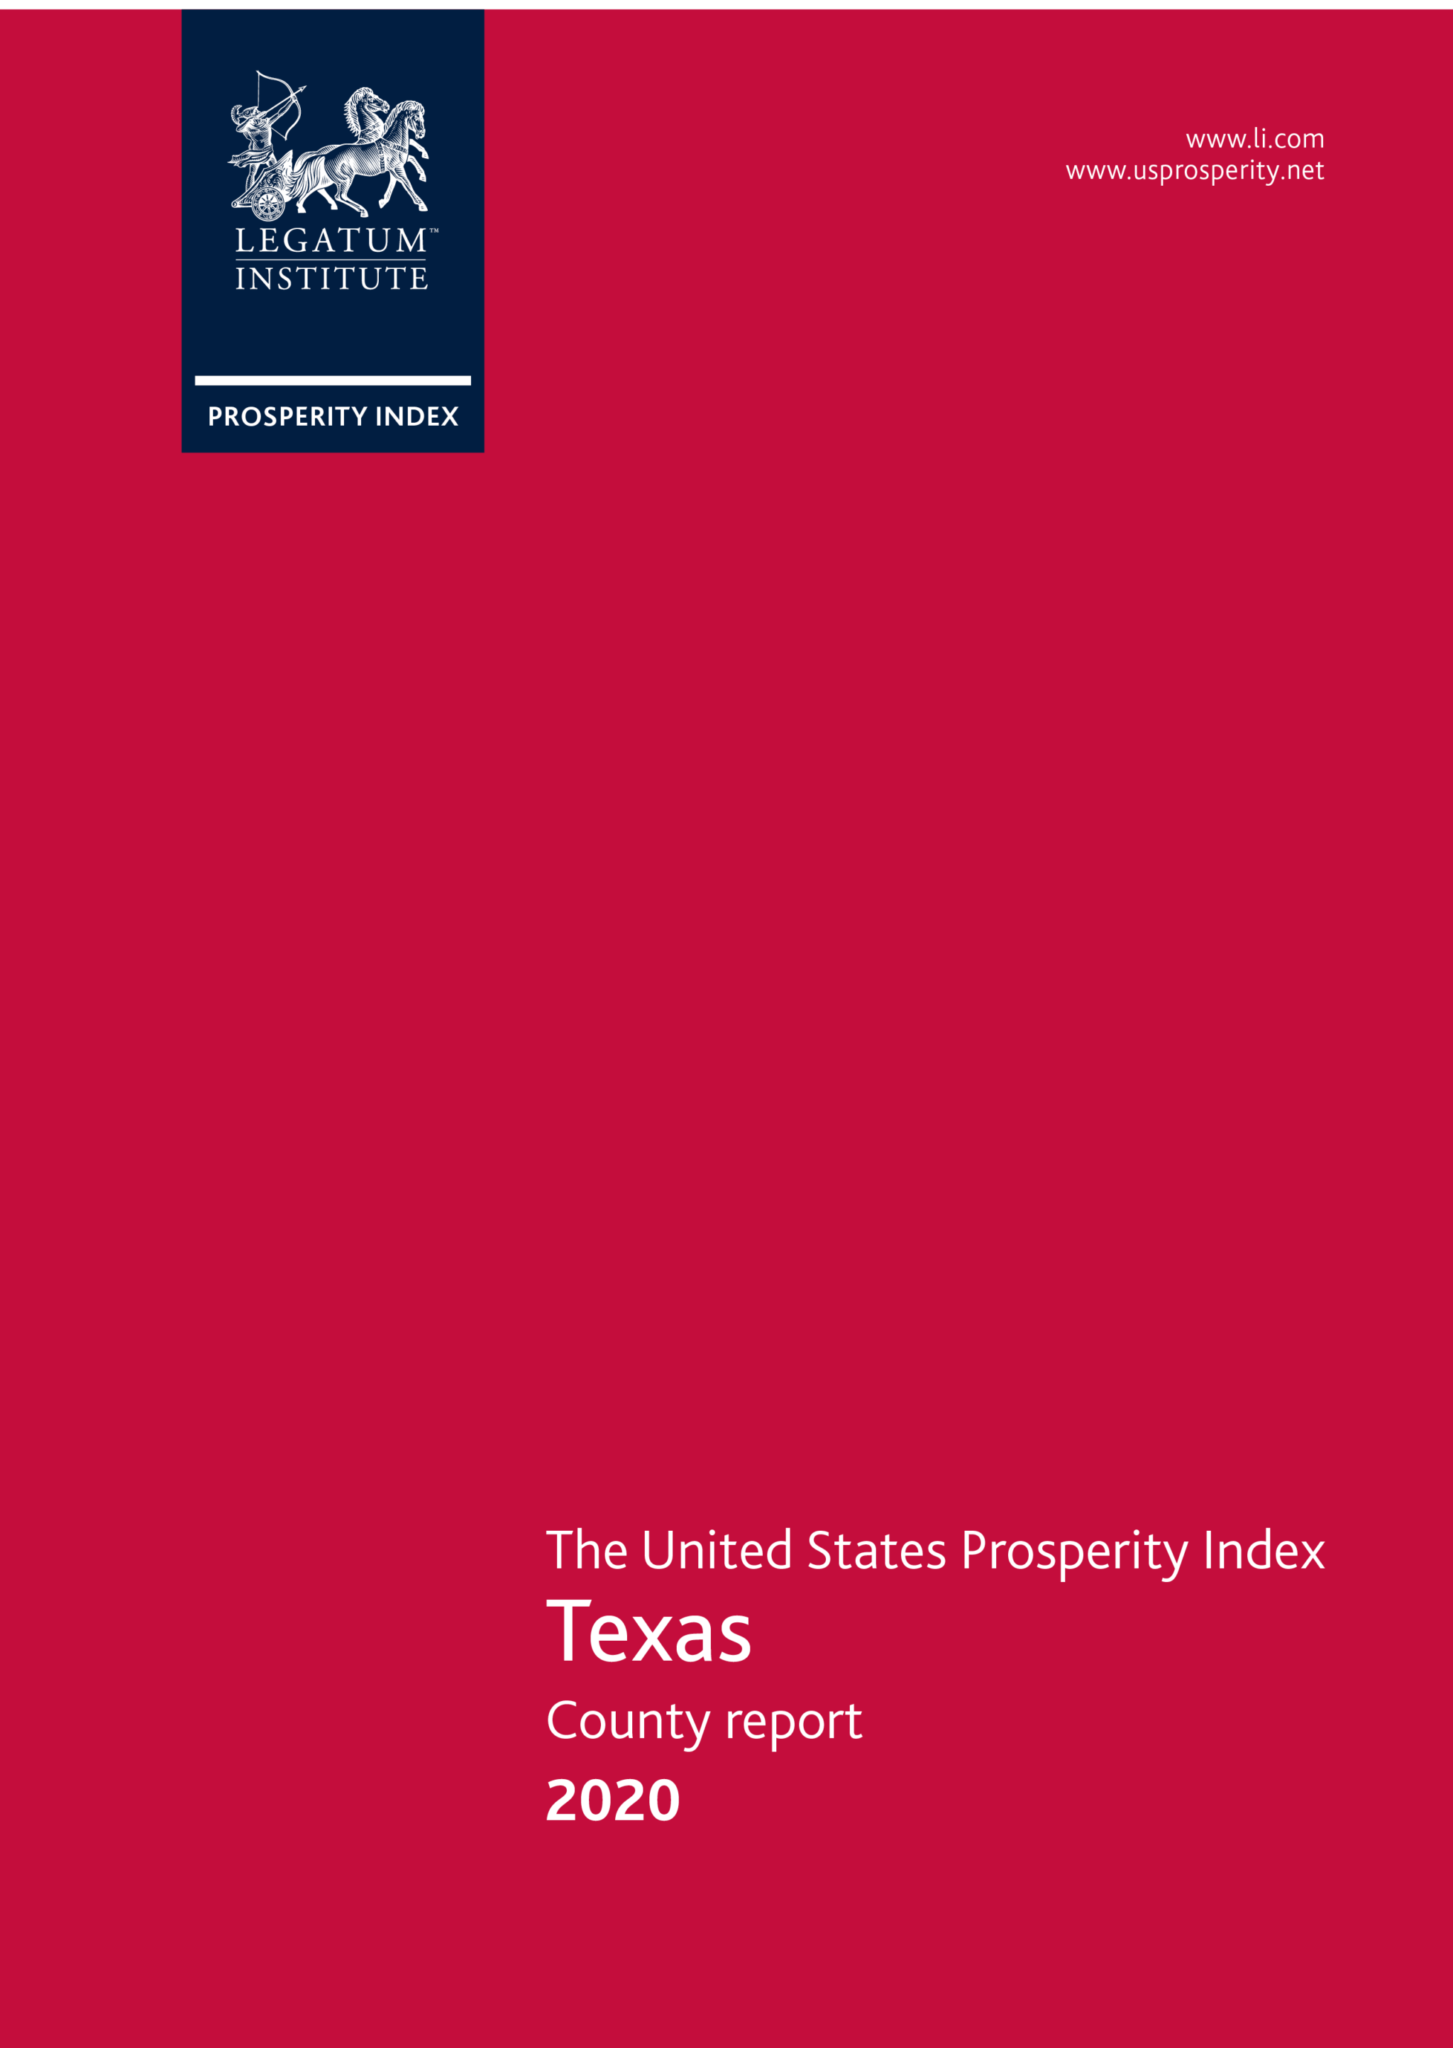 LEGATUM™
INSTITUTE
PROSPERITY INDEX
www.li.com
www.usprosperity.net
The United States Prosperity Index
Texas
County report
2020